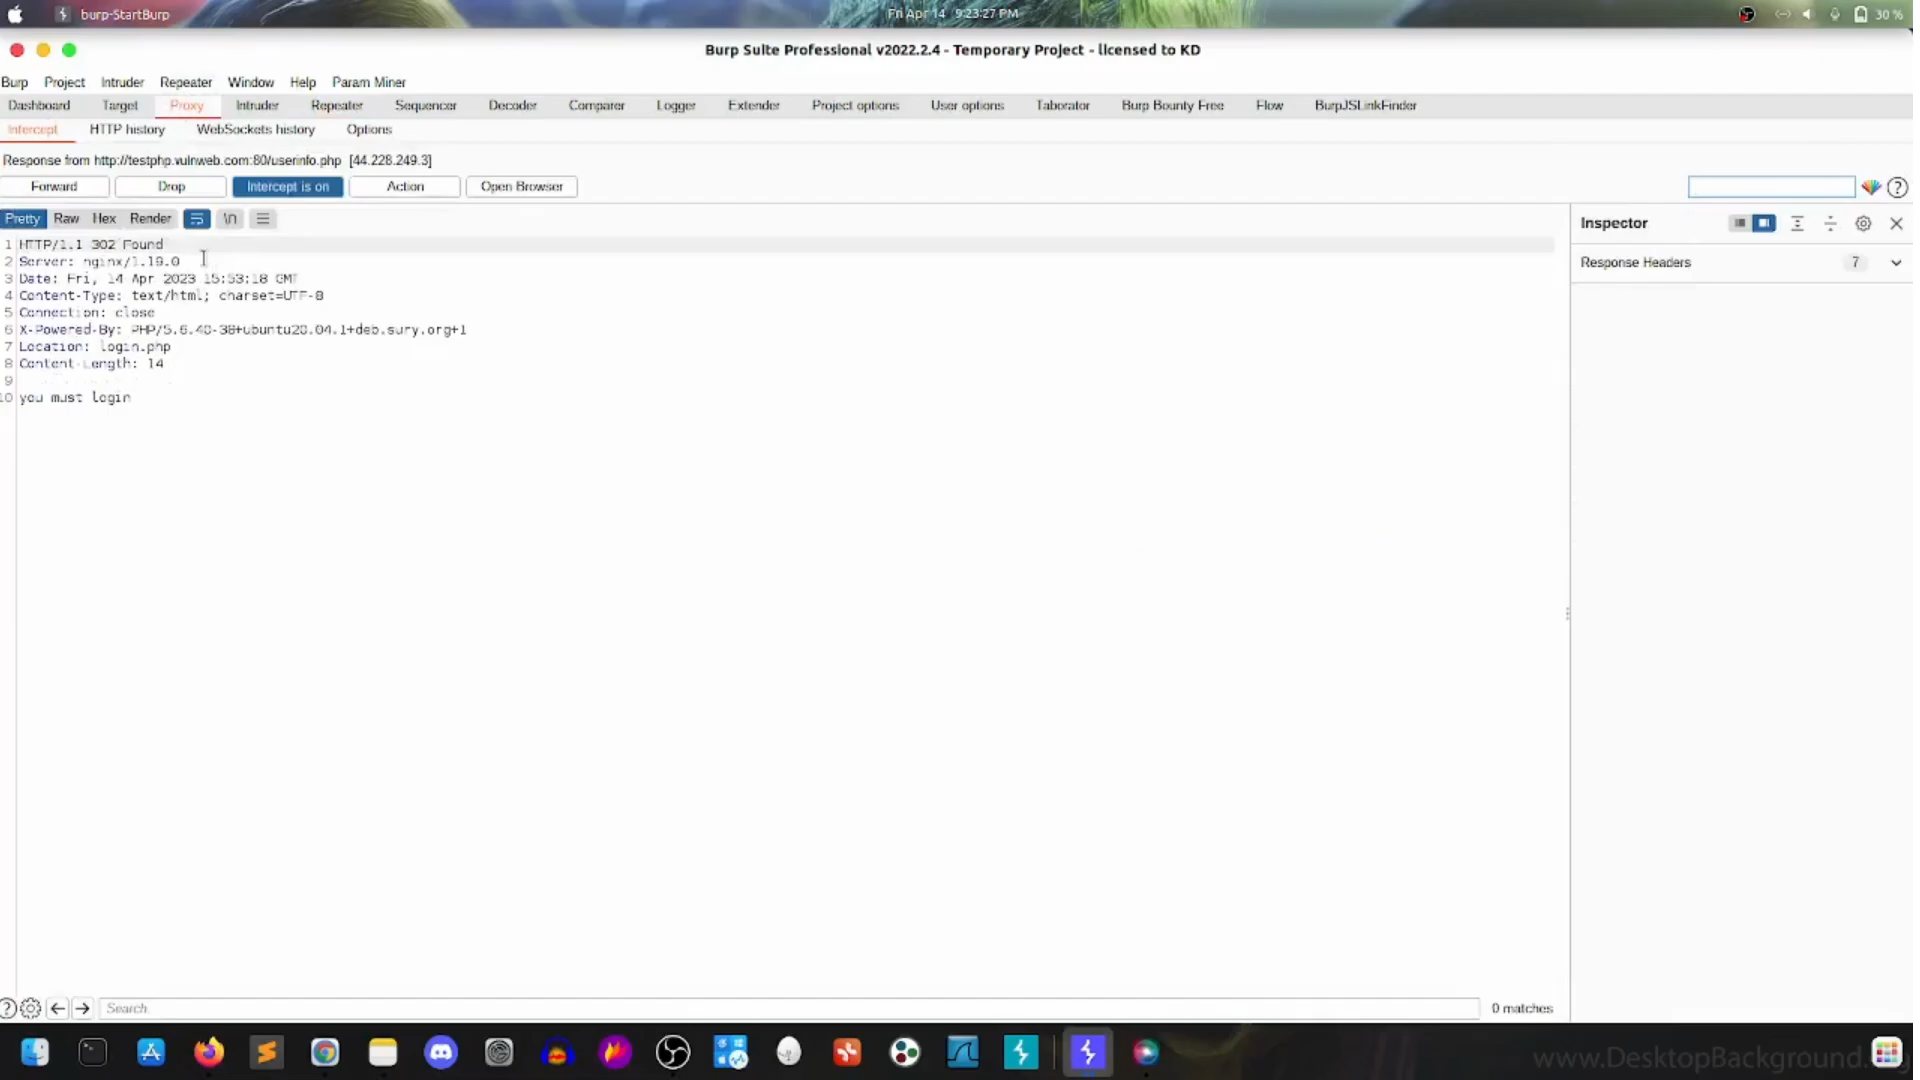 burp-StartBurp
Fri Apr 14 9:23:27 PM
30 %
Burp Suite Professional v2022.2.4 - Temporary Project - licensed to KD
Burp Project Intruder Repeater Window Help Param Miner
Dashboard Target Proxy Intruder Repeater Sequencer Decoder Comparer Logger Extender Project options User options Taborator Burp Bounty Free Flow BurpJSLinkFinder
Intercept HTTP history WebSockets history Options
Response from http://testphp.vulnweb.com:80/userinfo.php [44.228.249.3]
Forward Drop Intercept is on Action Open Browser
Pretty Raw Hex Render \n
Inspector
Response Headers 7
1 HTTP/1.1 302 Found
2 Server: nginx/1.19.0
3 Date: Fri, 14 Apr 2023 15:53:18 GMT
4 Content-Type: text/html; charset=UTF-8
5 Connection: close
6 X-Powered-By: PHP/5.6.40-38+ubuntu20.04.1+deb.sury.org+1
7 Location: login.php
8 Content-Length: 14
9
10 you must login
Search
0 matches